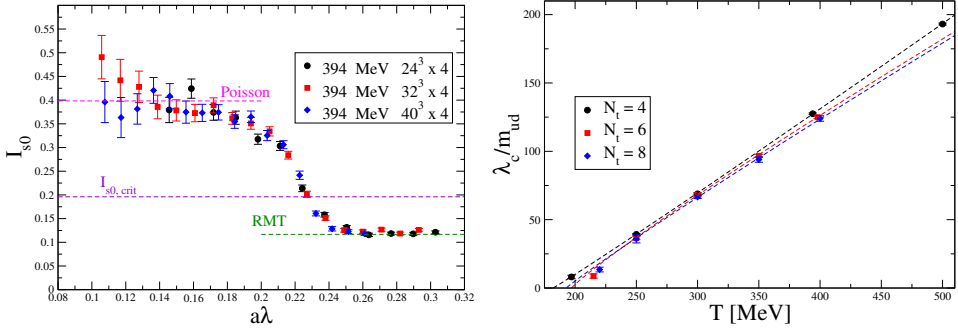 I_s0
0.55
0.5
0.45
0.4
0.35
0.3
0.25
0.2
0.15
0.1
0.05
0
394 MeV 24³ x 4
394 MeV 32³ x 4
394 MeV 40³ x 4
Poisson
I_s0, crit
RMT
0.08 0.1 0.12 0.14 0.16 0.18 0.2 0.22 0.24 0.26 0.28 0.3 0.32
aλ
λ_c/m_ud
200
150
100
50
0
N_t = 4
N_t = 6
N_t = 8
200 250 300 350 400 450 500
T [MeV]